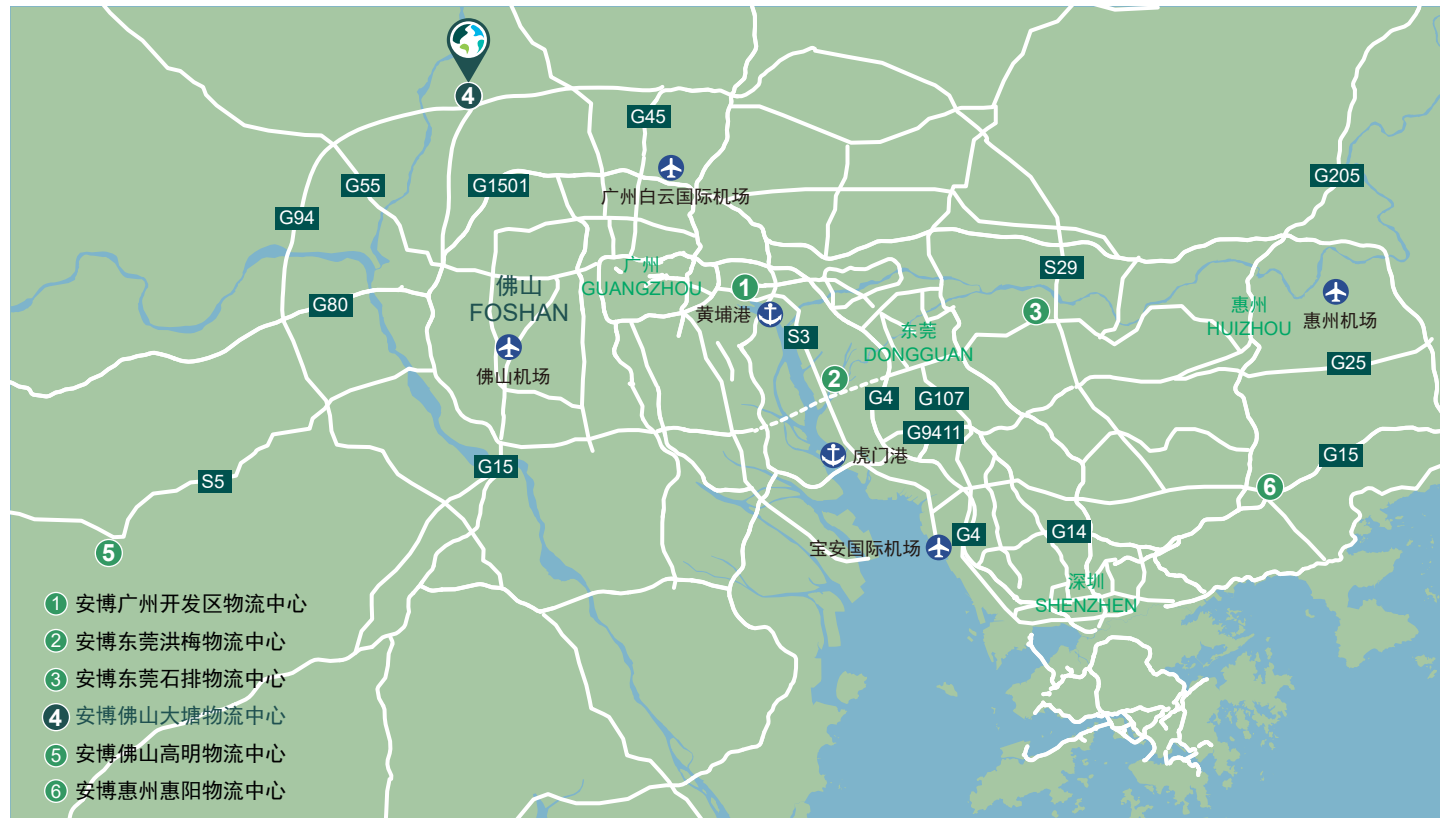 4
G45
广州白云国际机场
G55
G1501
G205
G94
广州
GUANGZHOU
佛山
FOSHAN
G80
1
黄埔港
S29
3
S3
东莞
DONGGUAN
惠州
HUIZHOU
惠州机场
佛山机场
2
G25
G4
G107
G9411
虎门港
G15
G15
S5
6
5
宝安国际机场
G4
G14
深圳
SHENZHEN
1 安博广州开发区物流中心
2 安博东莞洪梅物流中心
3 安博东莞石排物流中心
4 安博佛山大塘物流中心
5 安博佛山高明物流中心
6 安博惠州惠阳物流中心